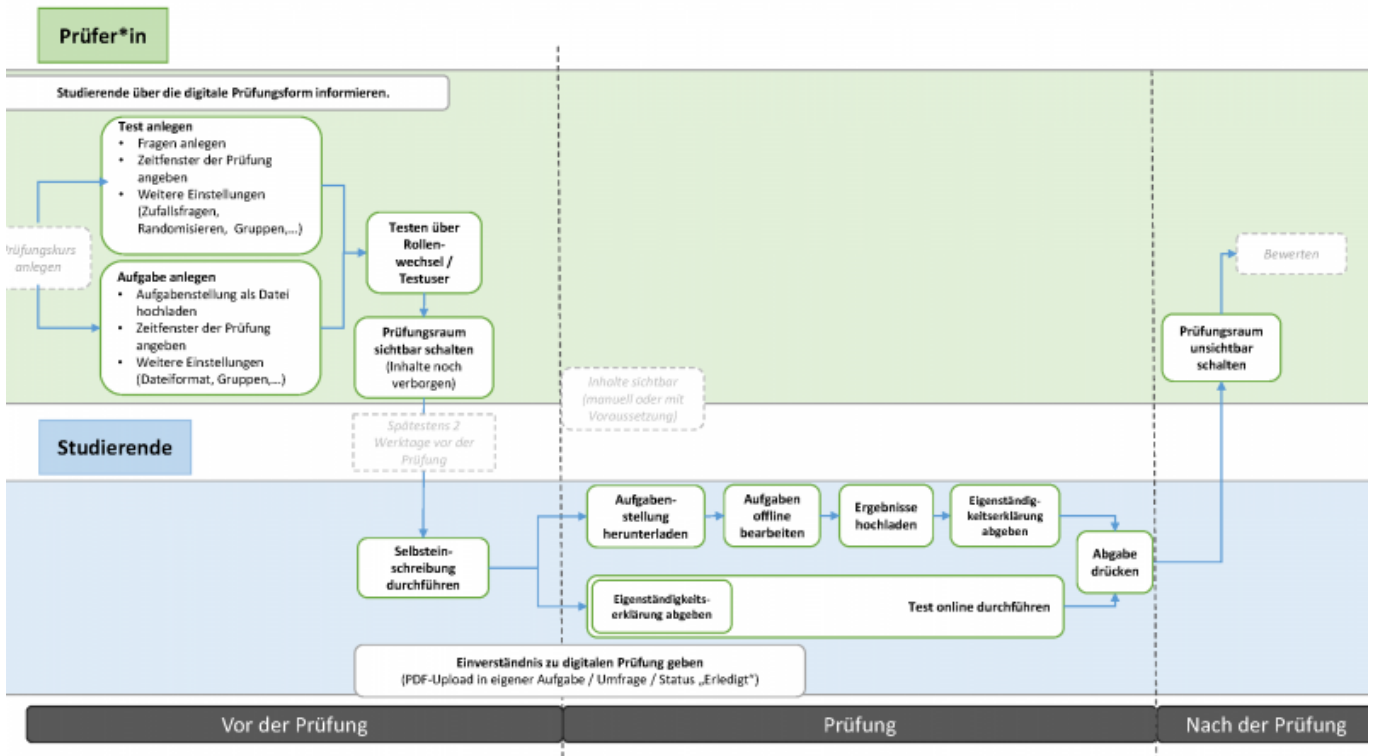 Prüfer*in
Studierende über die digitale Prüfungsform informieren.
Test anlegen
• Fragen anlegen
• Zeitfenster der Prüfung
angeben
• Weitere Einstellungen
(Zufallsfragen,
Randomisieren, Gruppen,...)
Prüfungskurs
anlegen
Aufgabe anlegen
• Aufgabenstellung als Datei
hochladen
• Zeitfenster der Prüfung
angeben
• Weitere Einstellungen
(Dateiformat, Gruppen,...)
Testen über
Rollen-
wechsel /
Testuser
Prüfungsraum
sichtbar schalten
(Inhalte noch
verborgen)
Inhalte sichtbar
(manuell oder mit
Voraussetzung)
Bewerten
Prüfungsraum
unsichtbar
schalten
Studierende
Spätestens 2
Werktage vor der
Prüfung
Selbstein-
schreibung
durchführen
Aufgaben-
stellung
herunterladen
Aufgaben
offline
bearbeiten
Ergebnisse
hochladen
Eigenständig-
keitserklärung
abgeben
Abgabe
drücken
Eigenständigkeits-
erklärung abgeben
Test online durchführen
Einverständnis zu digitalen Prüfung geben
(PDF-Upload in eigener Aufgabe / Umfrage / Status „Erledigt“)
Vor der Prüfung
Prüfung
Nach der Prüfung